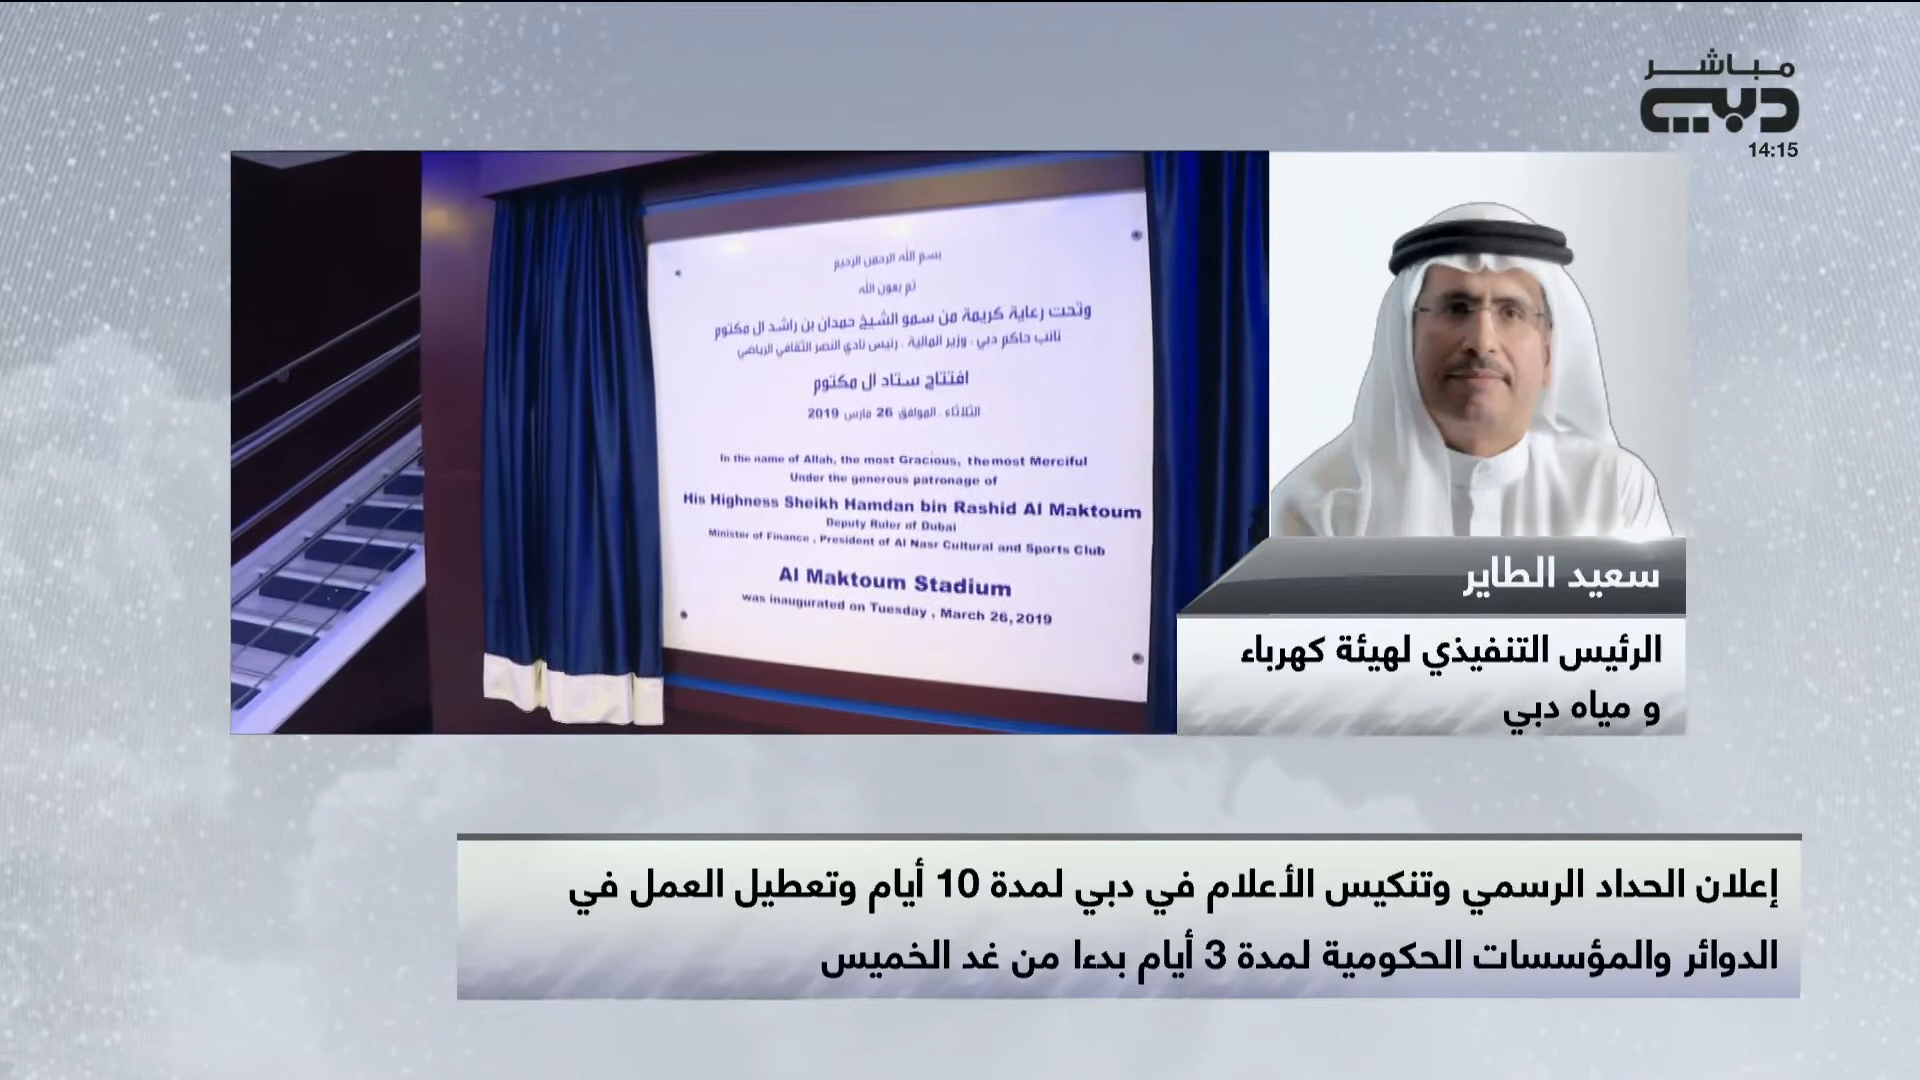 مباشر
دبي
14:15
بسم الله الرحمن الرحيم
تم بعون الله
وتحت رعاية كريمة من سمو الشيخ حمدان بن راشد ال مكتوم
نائب حاكم دبي . وزير المالية . رئيس نادي النصر الثقافي الرياضي
افتتاح ستاد ال مكتوم
الثلاثاء . الموافق 26 مارس 2019
In the name of Allah, the most Gracious, the most Merciful
Under the generous patronage of
His Highness Sheikh Hamdan bin Rashid Al Maktoum
Deputy Ruler of Dubai
Minister of Finance , President of Al Nasr Cultural and Sports Club
Al Maktoum Stadium
was inaugurated on Tuesday , March 26, 2019
سعيد الطاير
الرئيس التنفيذي لهيئة كهرباء
و مياه دبي
إعلان الحداد الرسمي وتنكيس الأعلام في دبي لمدة 10 أيام وتعطيل العمل في
الدوائر والمؤسسات الحكومية لمدة 3 أيام بدءا من غد الخميس